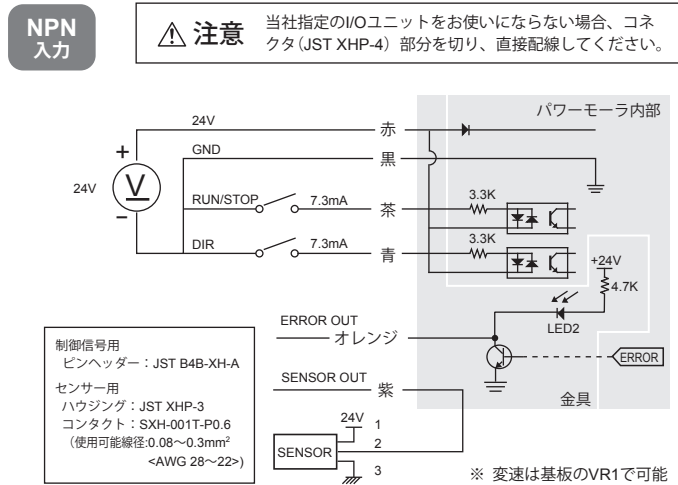 NPN
入力
注意
当社指定のI/Oユニットをお使いにならない場合、コネ
クタ(JST XHP-4)部分を切り、直接配線してください。
パワーモーラ内部
24V
赤
GND
黒
+
V
−
24V
RUN/STOP
7.3mA
茶
3.3K
DIR
7.3mA
青
3.3K
+24V
4.7K
LED2
ERROR OUT
オレンジ
ERROR
SENSOR OUT
紫
金具
制御信号用
ピンヘッダー:JST B4B-XH-A
センサー用
ハウジング:JST XHP-3
コンタクト:SXH-001T-P0.6
(使用可能線径:0.08〜0.3mm²
<AWG 28〜22>)
24V
1
SENSOR
2
3
※ 変速は基板のVR1で可能